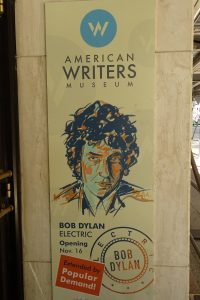 W
AMERICAN
WRITERS
MUSEUM
BOB DYLAN
ELECTRIC
Opening
Nov. 16
Extended by
Popular
Demand!
ELECTRIC
BOB
DYLAN